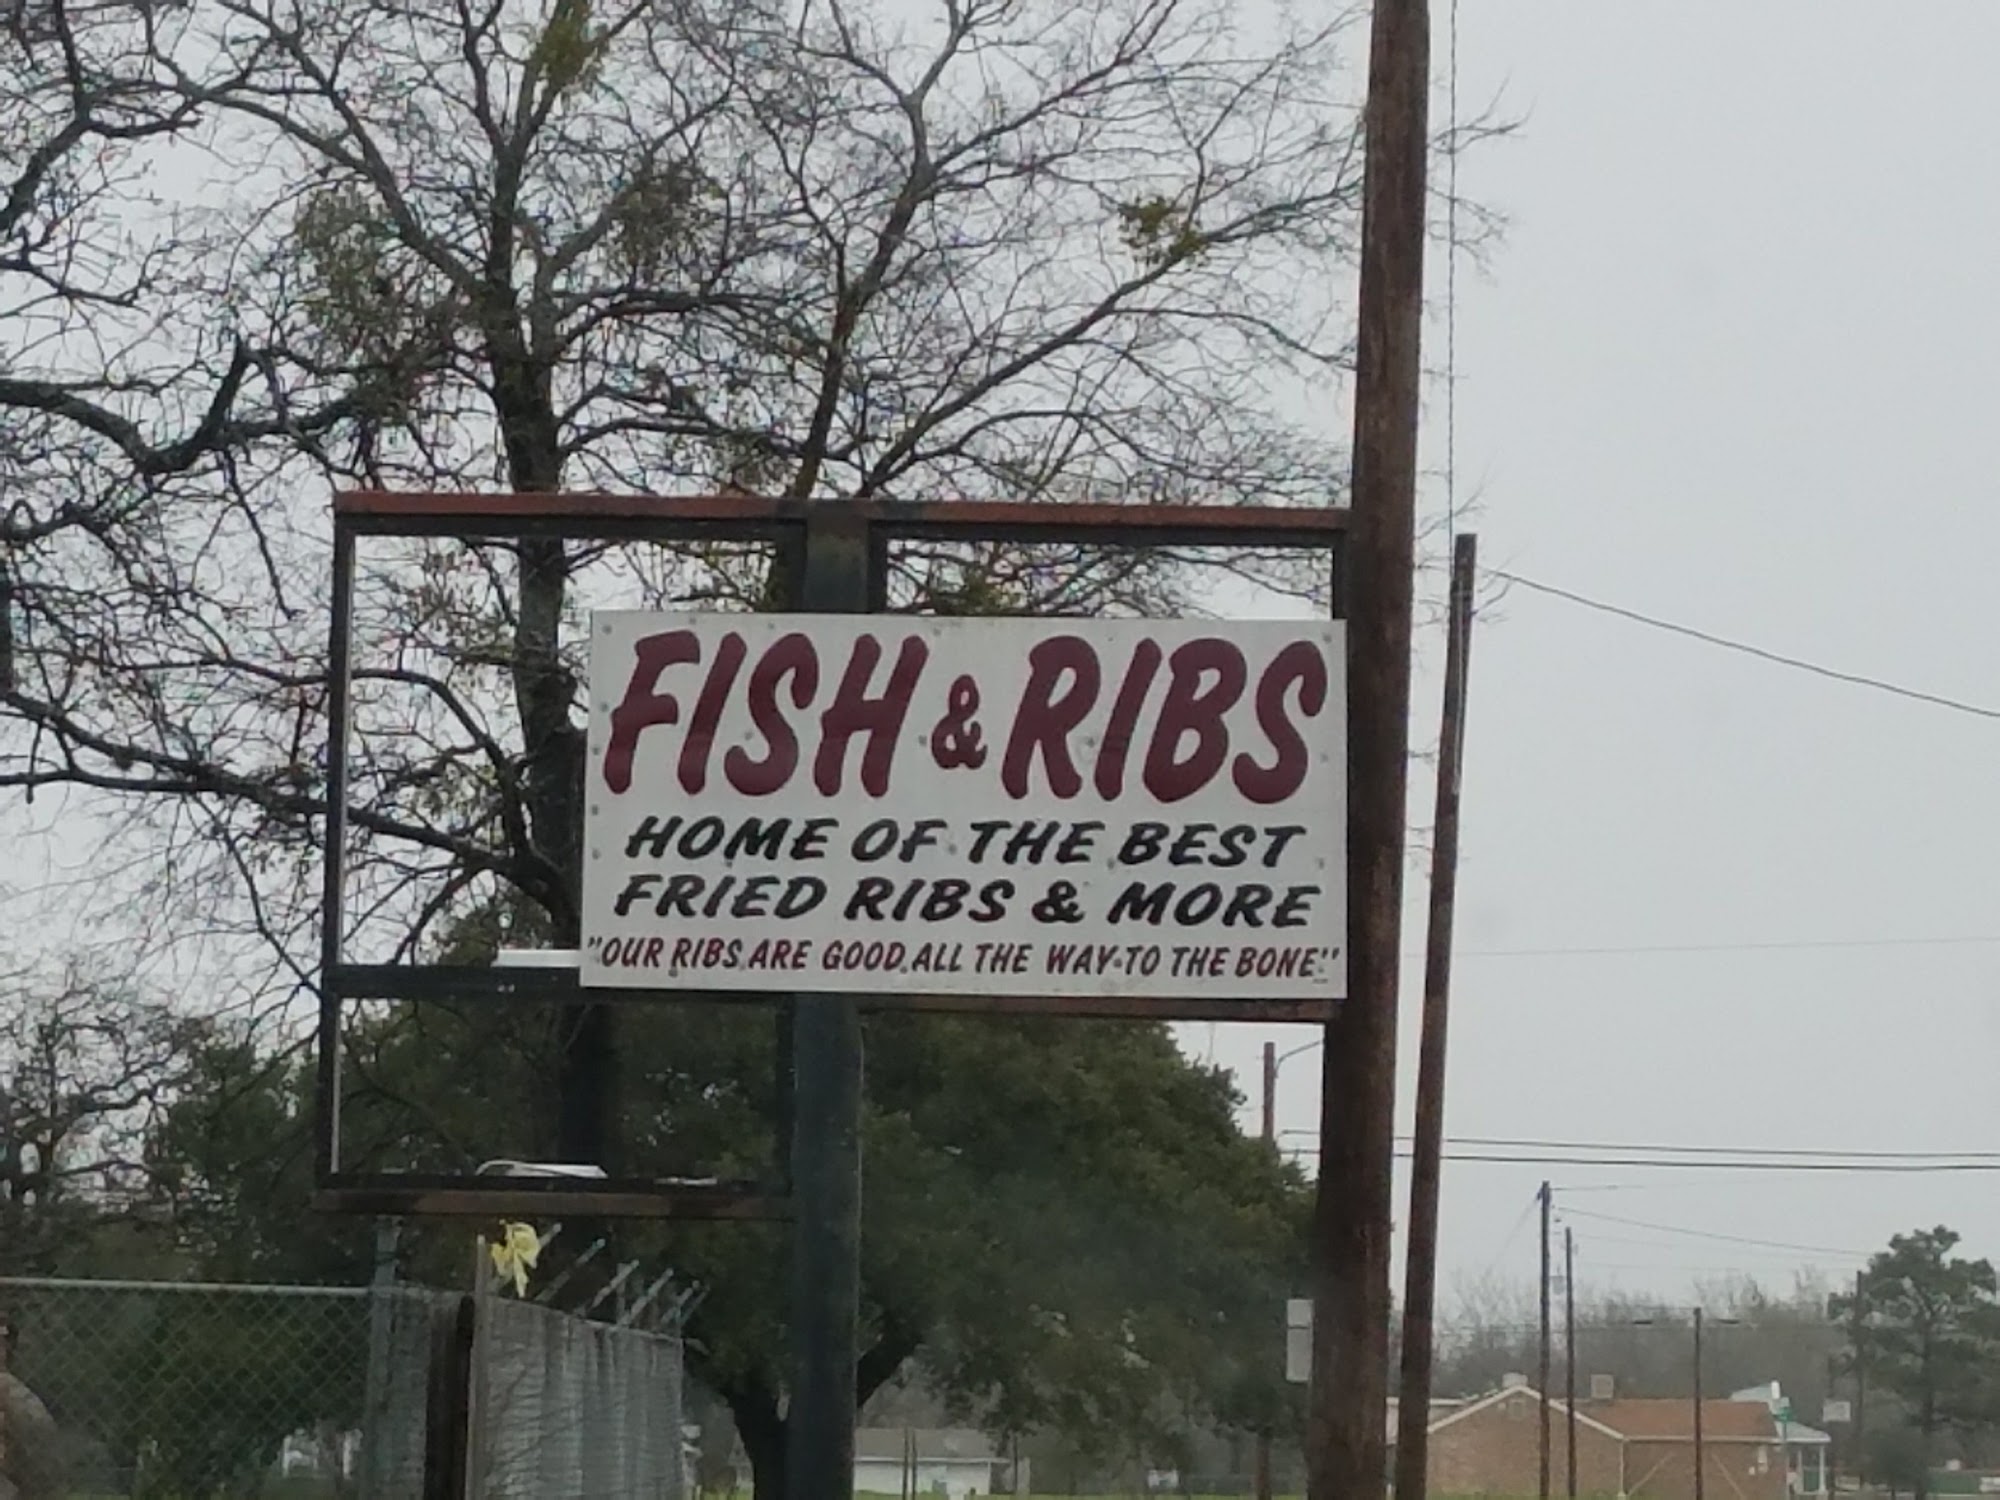 FISH & RIBS
HOME OF THE BEST
FRIED RIBS & MORE
"OUR RIBS ARE GOOD ALL THE WAY TO THE BONE"